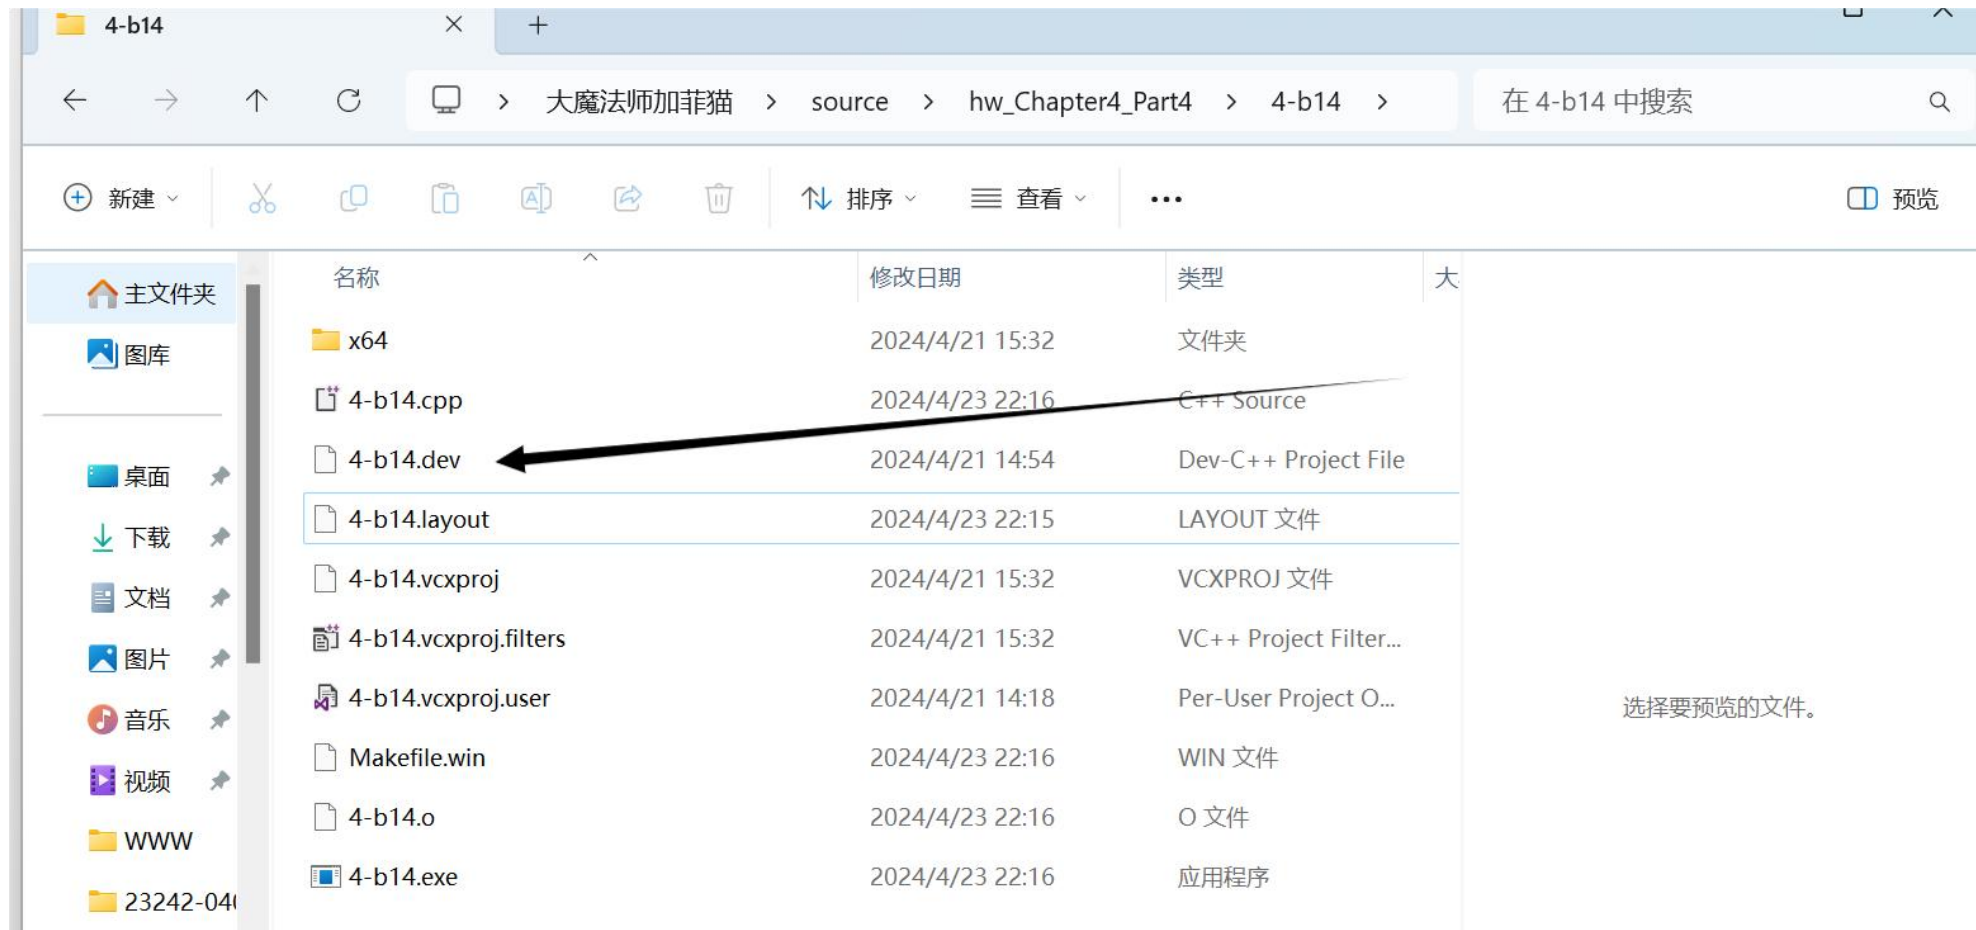 4-b14
大魔法师加菲猫 > source > hw_Chapter4_Part4 > 4-b14 >
在 4-b14 中搜索
新建
排序
查看
预览
主文件夹
图库
桌面
下载
文档
图片
音乐
视频
WWW
23242-04
名称 修改日期 类型 大
x64 2024/4/21 15:32 文件夹
4-b14.cpp 2024/4/23 22:16 C++ Source
4-b14.dev 2024/4/21 14:54 Dev-C++ Project File
4-b14.layout 2024/4/23 22:15 LAYOUT 文件
4-b14.vcxproj 2024/4/21 15:32 VCXPROJ 文件
4-b14.vcxproj.filters 2024/4/21 15:32 VC++ Project Filter...
4-b14.vcxproj.user 2024/4/21 14:18 Per-User Project O...
Makefile.win 2024/4/23 22:16 WIN 文件
4-b14.o 2024/4/23 22:16 O 文件
4-b14.exe 2024/4/23 22:16 应用程序
选择要预览的文件。